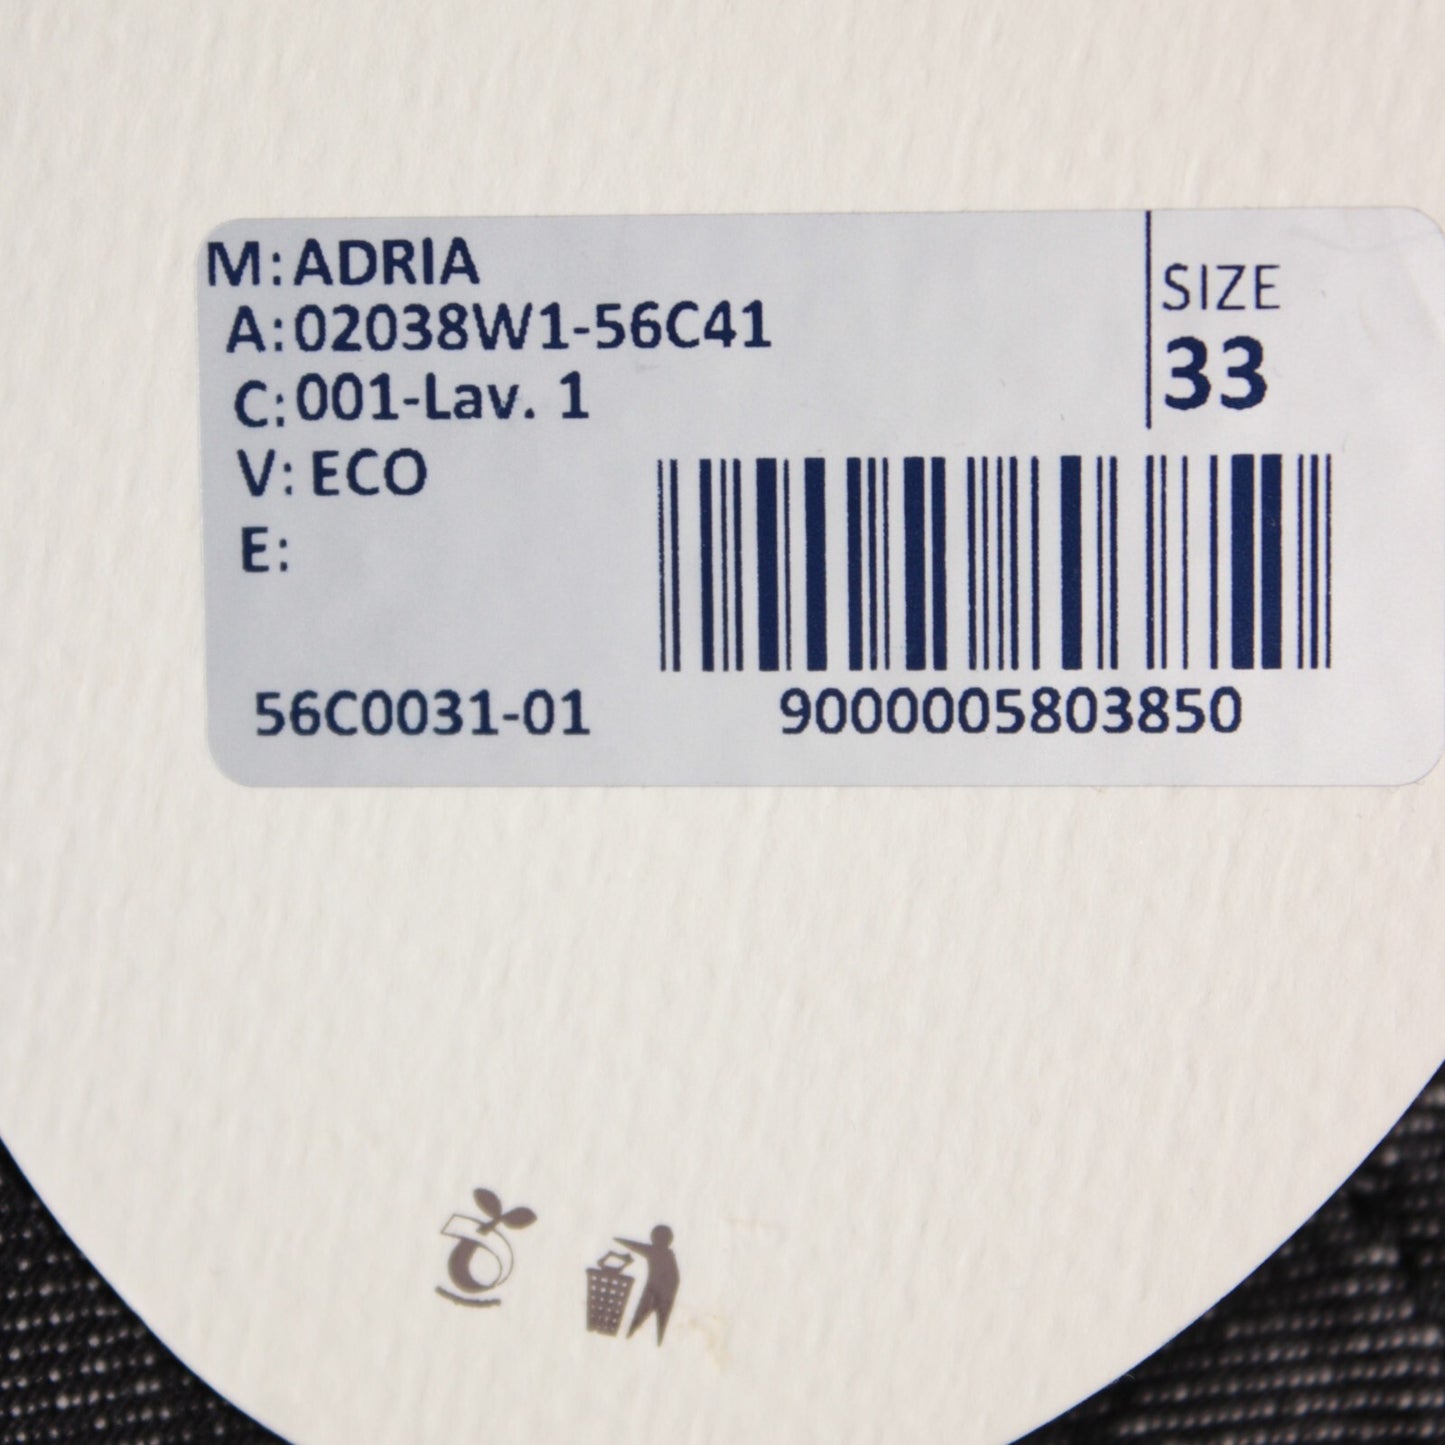 M: ADRIA
A: 02038W1-56C41
C: 001-Lav. 1
V: ECO
E:
SIZE
33
56C0031-01
9000005803850